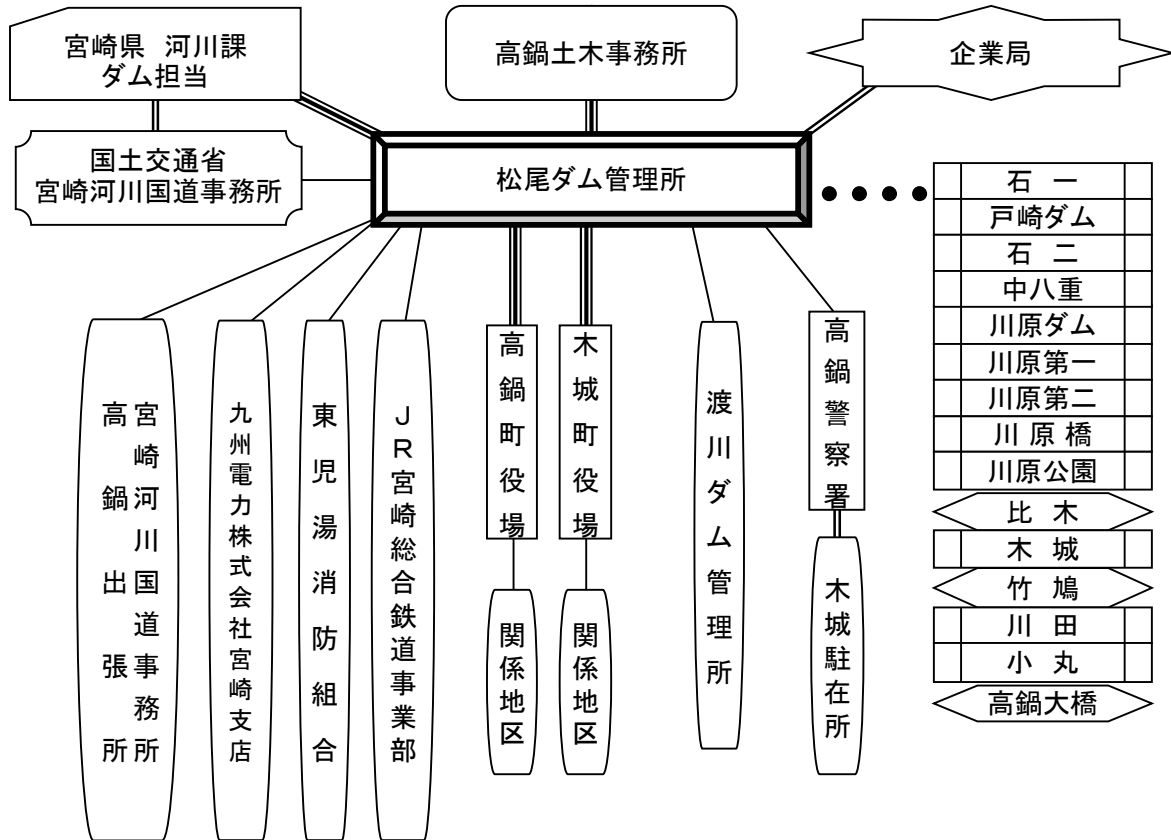 宮崎県 河川課
ダム担当
高鍋土木事務所
企業局
国土交通省
宮崎河川国道事務所
松尾ダム管理所
宮崎河川国道事務所
高鍋出張所
九州電力株式会社宮崎支店
東児湯消防組合
JR宮崎総合鉄道事業部
高鍋町役場
関係地区
木城町役場
関係地区
渡川ダム管理所
高鍋警察署
木城駐在所
石 一
戸崎ダム
石 二
中八重
川原ダム
川原第一
川原第二
川 原 橋
川原公園
比 木
木 城
竹 鳩
川 田
小 丸
高鍋大橋